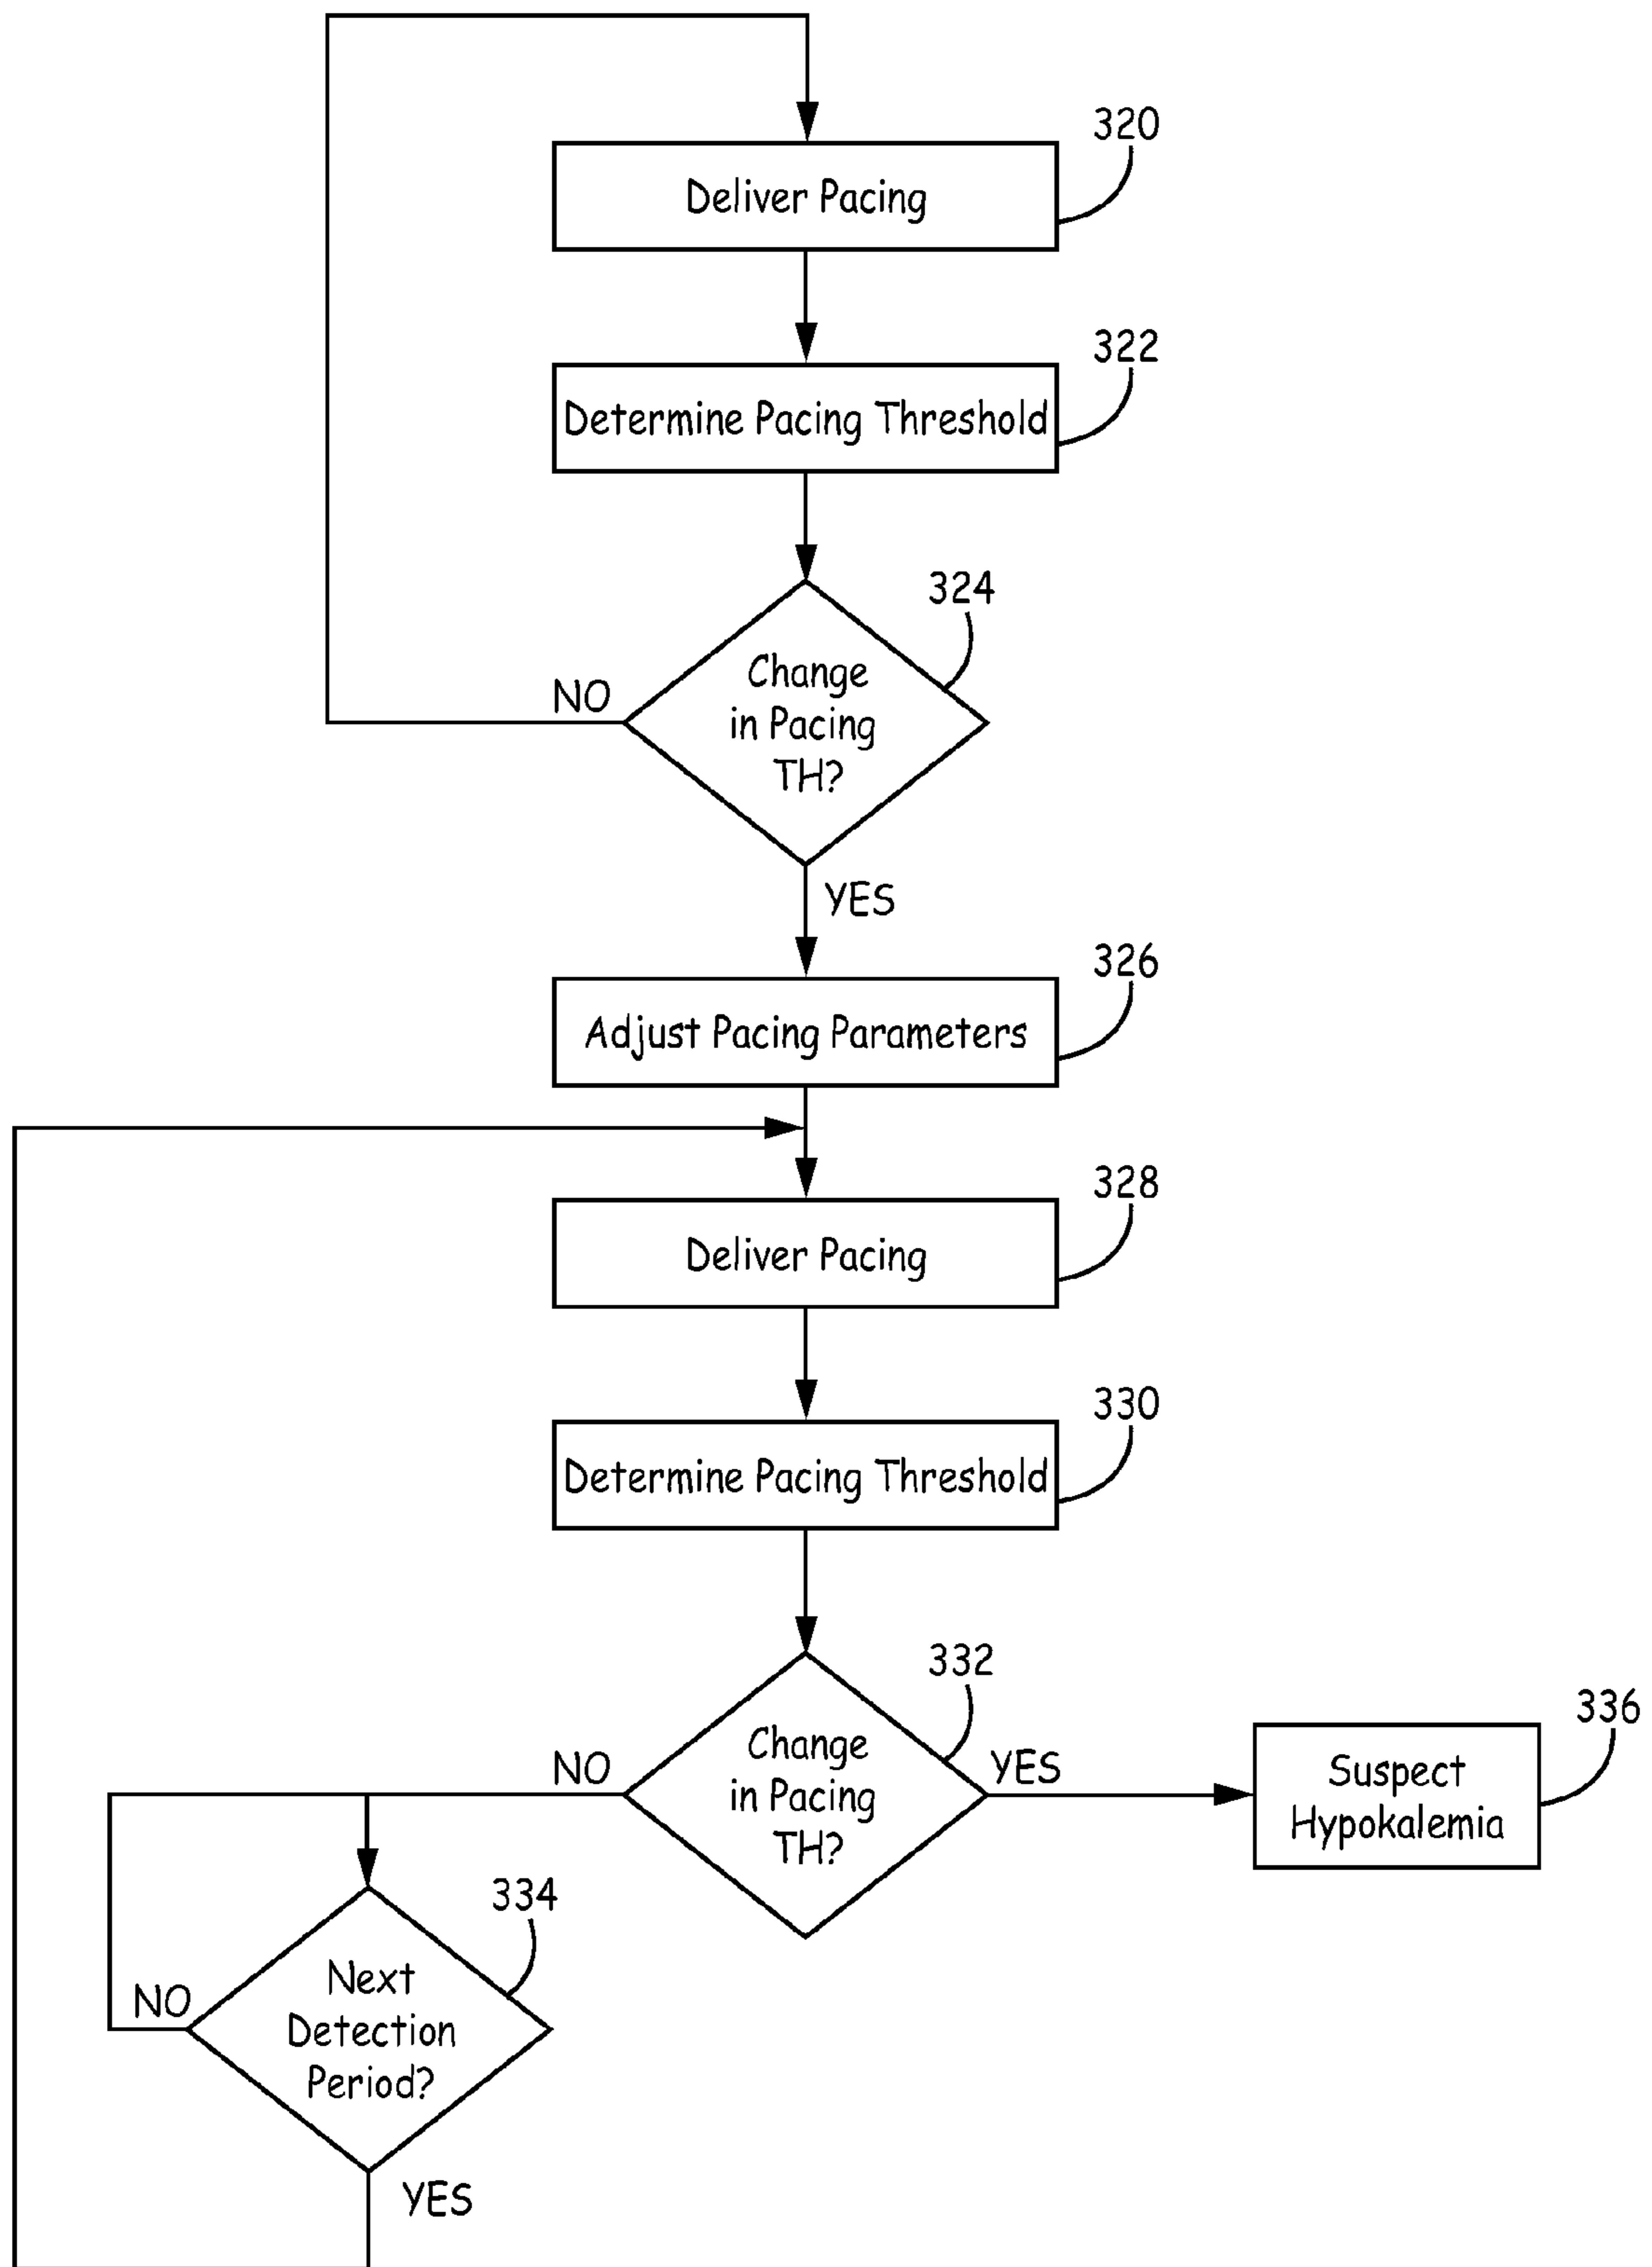 320
Deliver Pacing
322
Determine Pacing Threshold
324
Change
in Pacing
TH?
NO
YES
326
Adjust Pacing Parameters
328
Deliver Pacing
330
Determine Pacing Threshold
332
Change
in Pacing
TH?
NO
YES
336
Suspect
Hypokalemia
334
Next
Detection
Period?
NO
YES